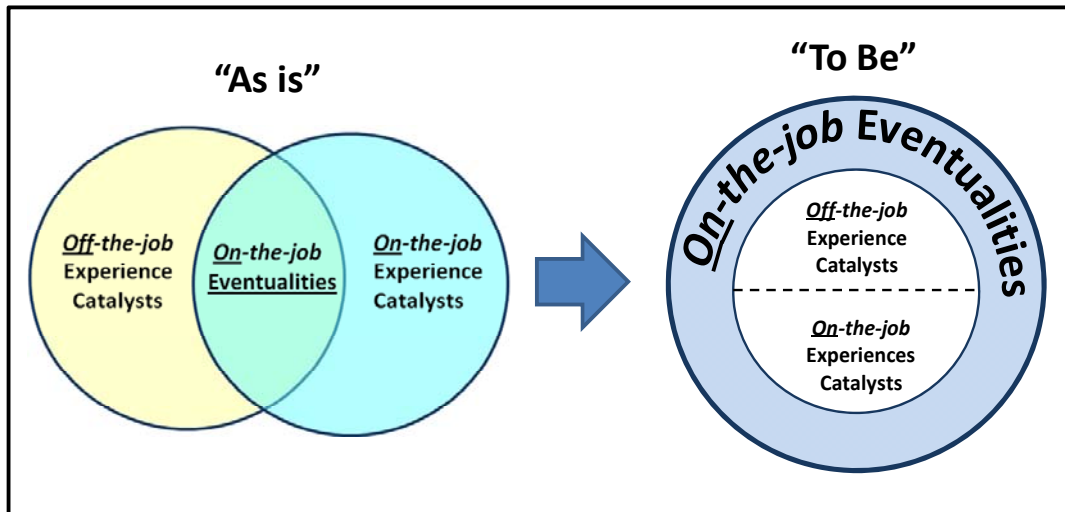 “As is”
Off-the-job
Experience
Catalysts
On-the-job
Eventualities
On-the-job
Experience
Catalysts
“To Be”
On-the-job Eventualities
Off-the-job
Experience
Catalysts
On-the-job
Experiences
Catalysts